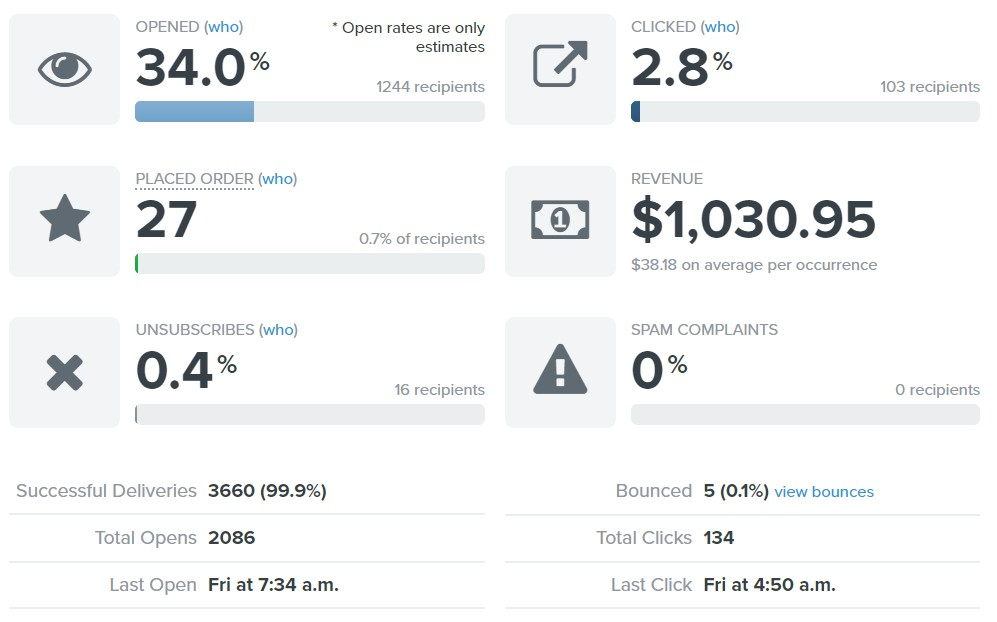 OPENED (who)
* Open rates are only
estimates
34.0%
1244 recipients
CLICKED (who)
2.8%
103 recipients
PLACED ORDER (who)
27
0.7% of recipients
REVENUE
1
$1,030.95
$38.18 on average per occurrence
UNSUBSCRIBES (who)
0.4%
16 recipients
SPAM COMPLAINTS
0%
0 recipients
Successful Deliveries 3660 (99.9%)
Bounced 5 (0.1%) view bounces
Total Opens 2086
Total Clicks 134
Last Open Fri at 7:34 a.m.
Last Click Fri at 4:50 a.m.